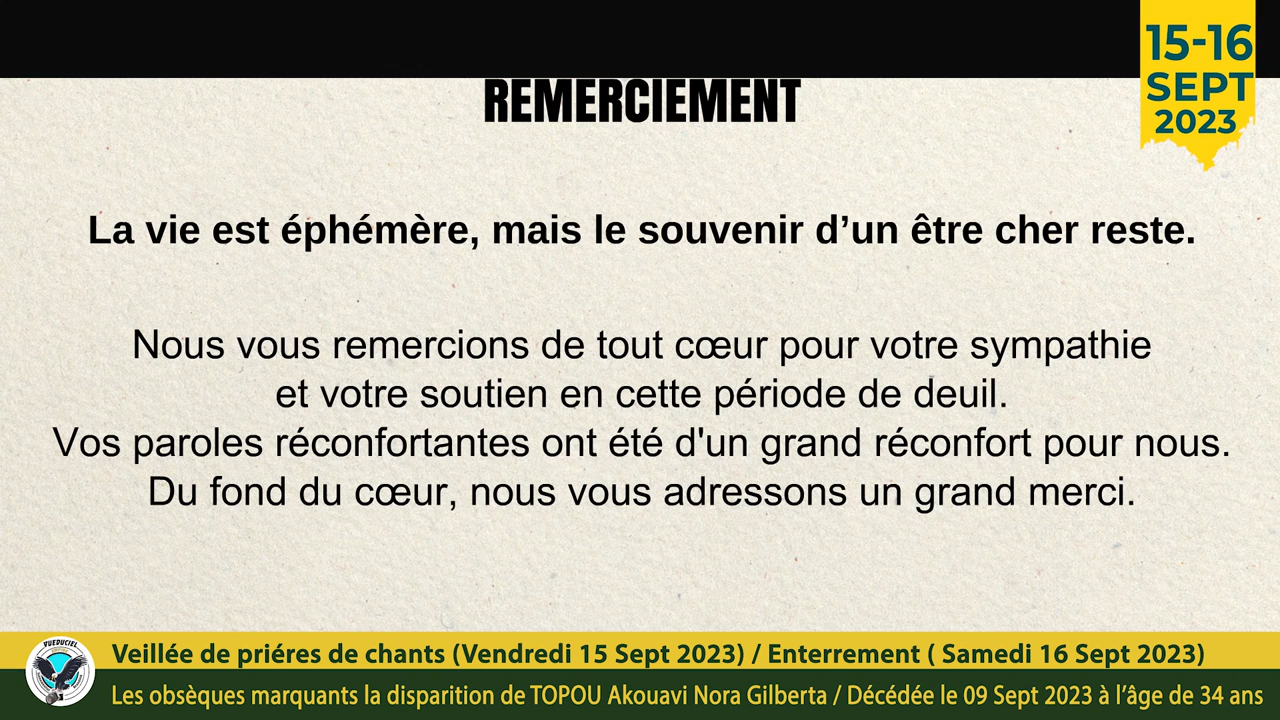 15-16
SEPT
2023
REMERCIEMENT
La vie est éphémère, mais le souvenir d’un être cher reste.
Nous vous remercions de tout cœur pour votre sympathie
et votre soutien en cette période de deuil.
Vos paroles réconfortantes ont été d'un grand réconfort pour nous.
Du fond du cœur, nous vous adressons un grand merci.
VUEDUCIEL
Veillée de priéres de chants (Vendredi 15 Sept 2023) / Enterrement ( Samedi 16 Sept 2023)
Les obsèques marquants la disparition de TOPOU Akouavi Nora Gilberta / Décédée le 09 Sept 2023 à l’âge de 34 ans